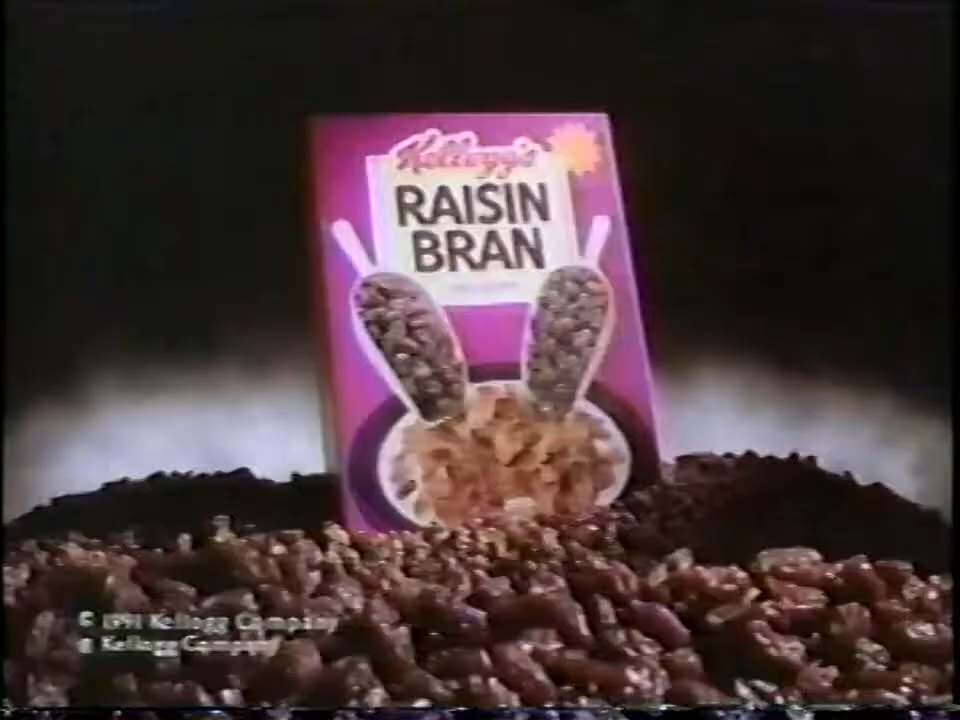 Kellogg's
RAISIN
BRAN
© 1991 Kellogg Company
® Kellogg Company